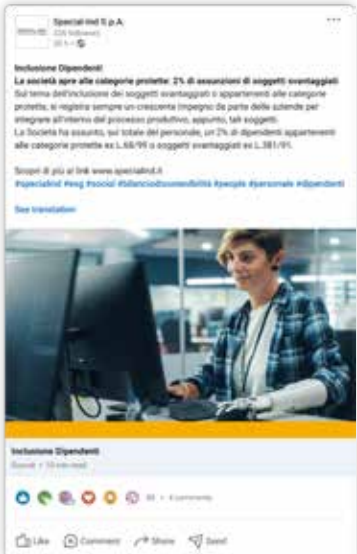 Special-Ind S.p.A.
Inclusione Dipendenti
La società apre alle categorie protette: 2% di assunzioni di soggetti svantaggiati
Sul tema dell'inclusione dei soggetti svantaggiati o appartenenti alle categorie
protette, si registra sempre un crescente impegno da parte delle aziende per
integrare all'interno del processo produttivo, appunto, tali soggetti.
La Società ha assunto, sul totale del personale, un 2% di dipendenti appartenenti
alle categorie protette ex L.68/99 o soggetti svantaggiati ex L.381/91.
Scopri di più al link www.specialind.it
#specialind #esg #social #bilanciodisostenibilità #people #personale #dipendenti
See translation
Inclusione Dipendenti
min read
comments
Like Comment Share Send